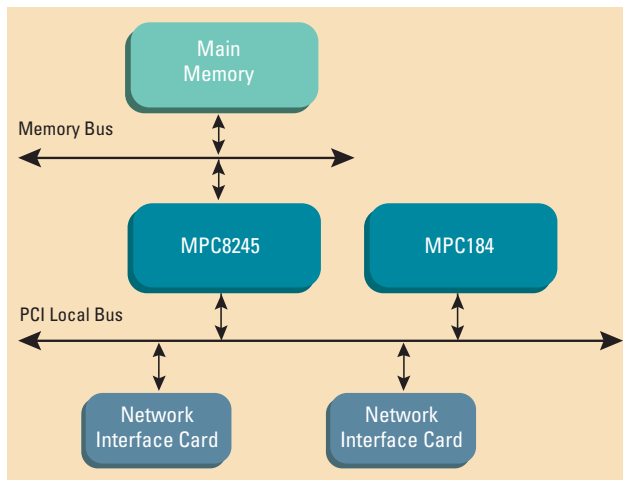 Main
Memory
Memory Bus
MPC8245
MPC184
PCI Local Bus
Network
Interface Card
Network
Interface Card